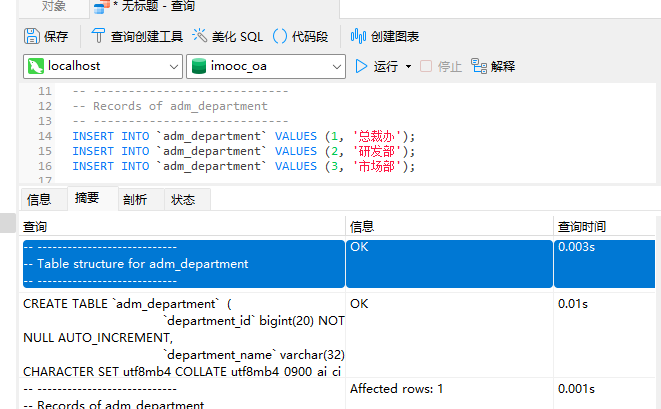 对象
* 无标题 - 查询
保存 查询创建工具 美化 SQL () 代码段 创建图表
localhost imooc_oa 运行 停止 解释
11 -- ----------------------------
12 -- Records of adm_department
13 -- ----------------------------
14 INSERT INTO `adm_department` VALUES (1, '总裁办');
15 INSERT INTO `adm_department` VALUES (2, '研发部');
16 INSERT INTO `adm_department` VALUES (3, '市场部');
17
信息 摘要 剖析 状态
查询 信息 查询时间
-- ---------------------------- OK 0.003s
-- Table structure for adm_department
-- ----------------------------
CREATE TABLE `adm_department` ( OK 0.01s
`department_id` bigint(20) NOT
NULL AUTO_INCREMENT,
`department_name` varchar(32)
CHARACTER SET utf8mb4 COLLATE utf8mb4_0900_ai_ci
-- ---------------------------- Affected rows: 1 0.001s
-- Records of adm_department